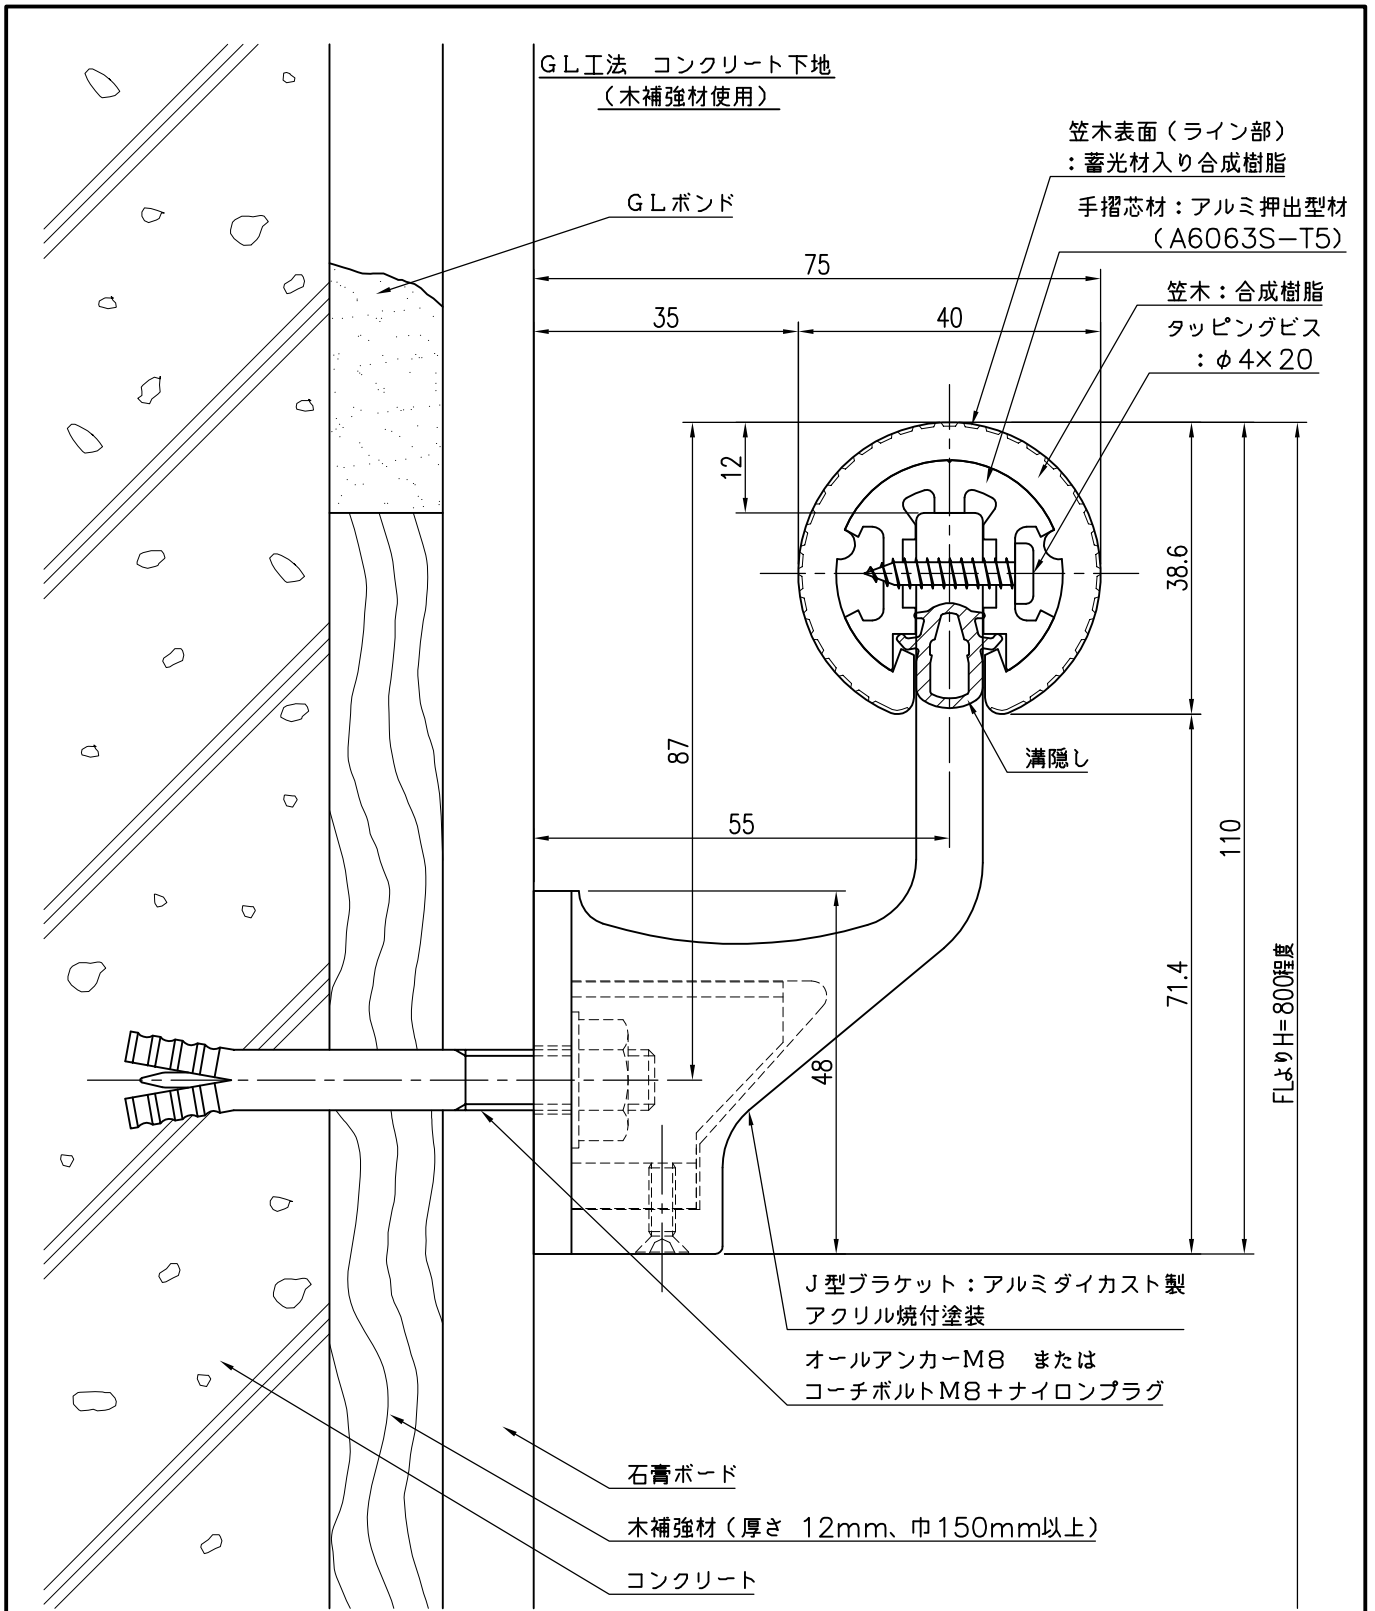 GL工法　コンクリート下地
（木補強材使用）
笠木表面（ライン部）
：蓄光材入り合成樹脂
GLボンド
手摺芯材：アルミ押出型材
（A6063S−T5）
75
笠木：合成樹脂
35
40
タッピングビス
：φ4×20
12
38.6
87
溝隠し
55
110
71.4
FLよりH=800程度
48
J型ブラケット：アルミダイカスト製
アクリル焼付塗装
オールアンカーM8　または
コーチボルトM8＋ナイロンプラグ
石膏ボード
木補強材（厚さ 12mm、巾150mm以上）
コンクリート